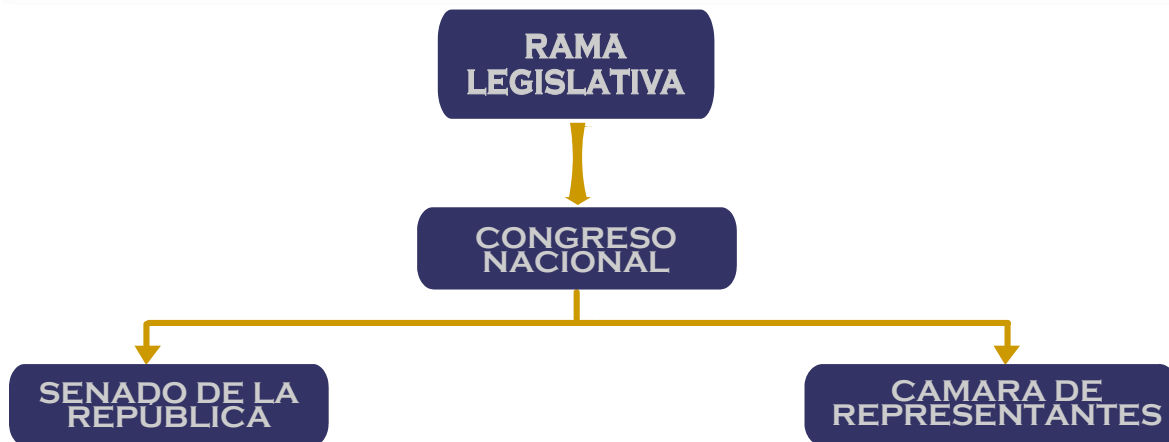 RAMA
LEGISLATIVA
CONGRESO
NACIONAL
SENADO DE LA
REPÚBLICA
CAMARA DE
REPRESENTANTES